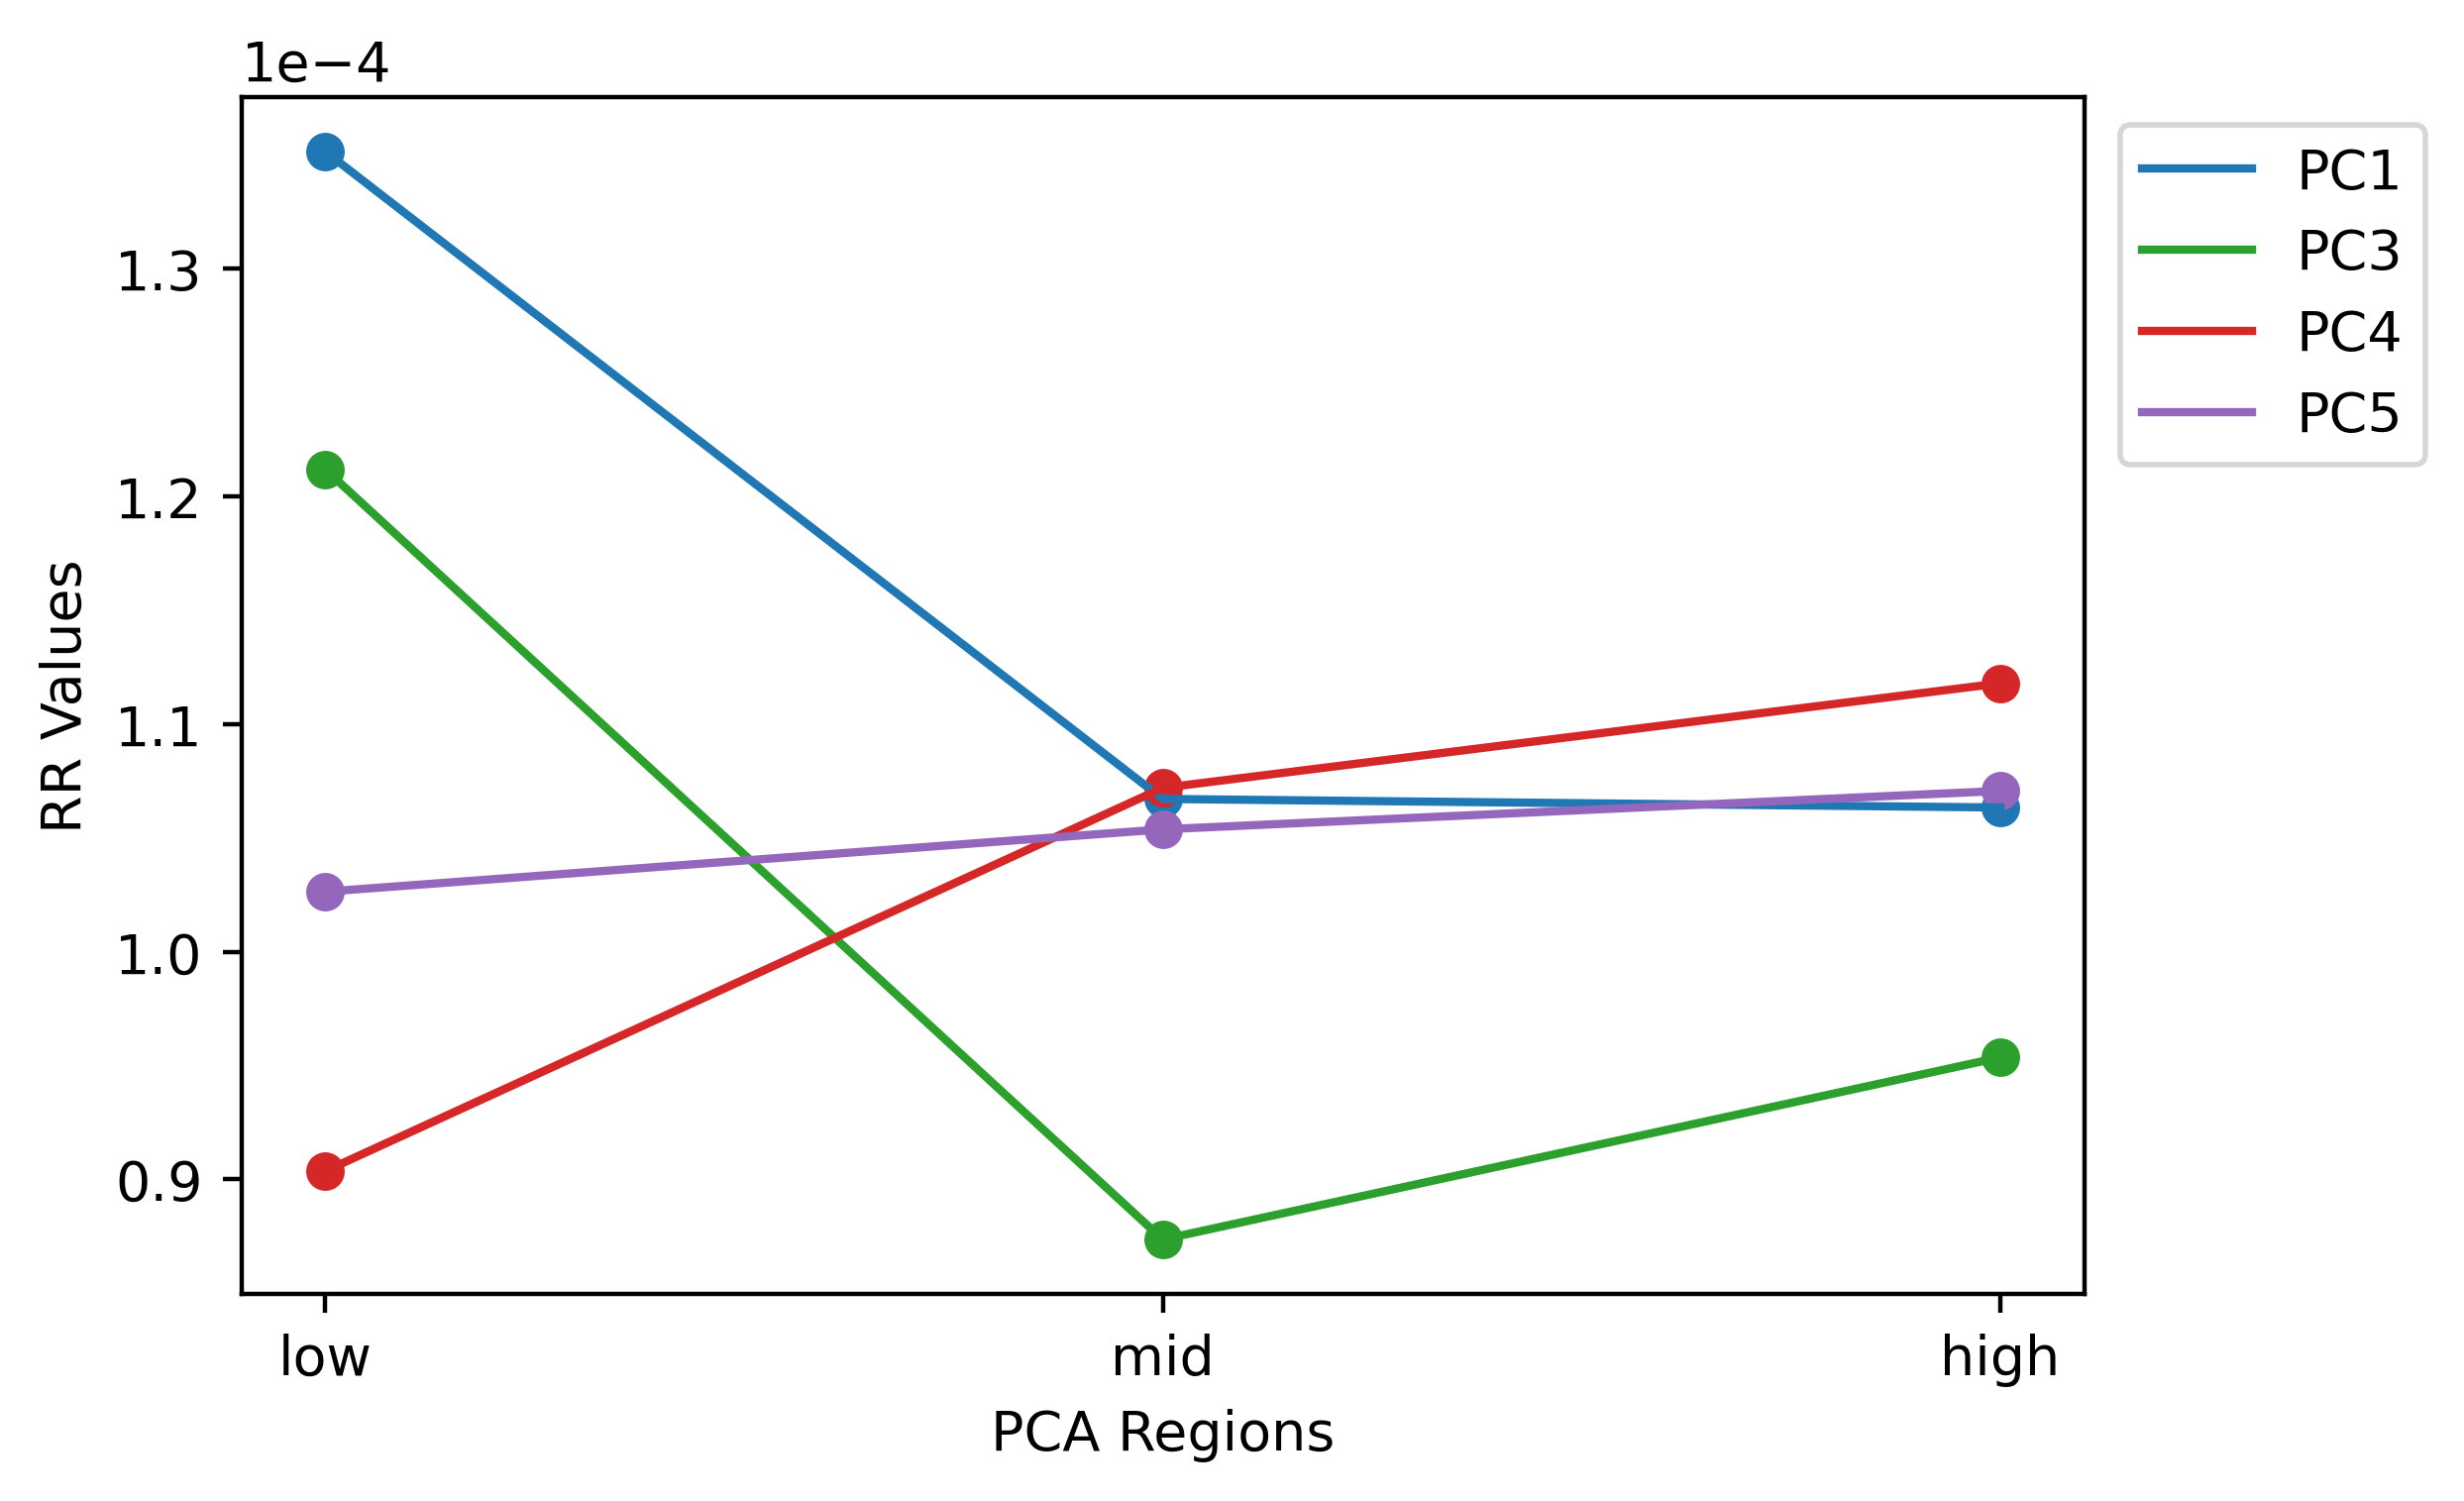 1e−4
1.3
1.2
1.1
1.0
0.9
RR Values
low
mid
high
PCA Regions
PC1
PC3
PC4
PC5